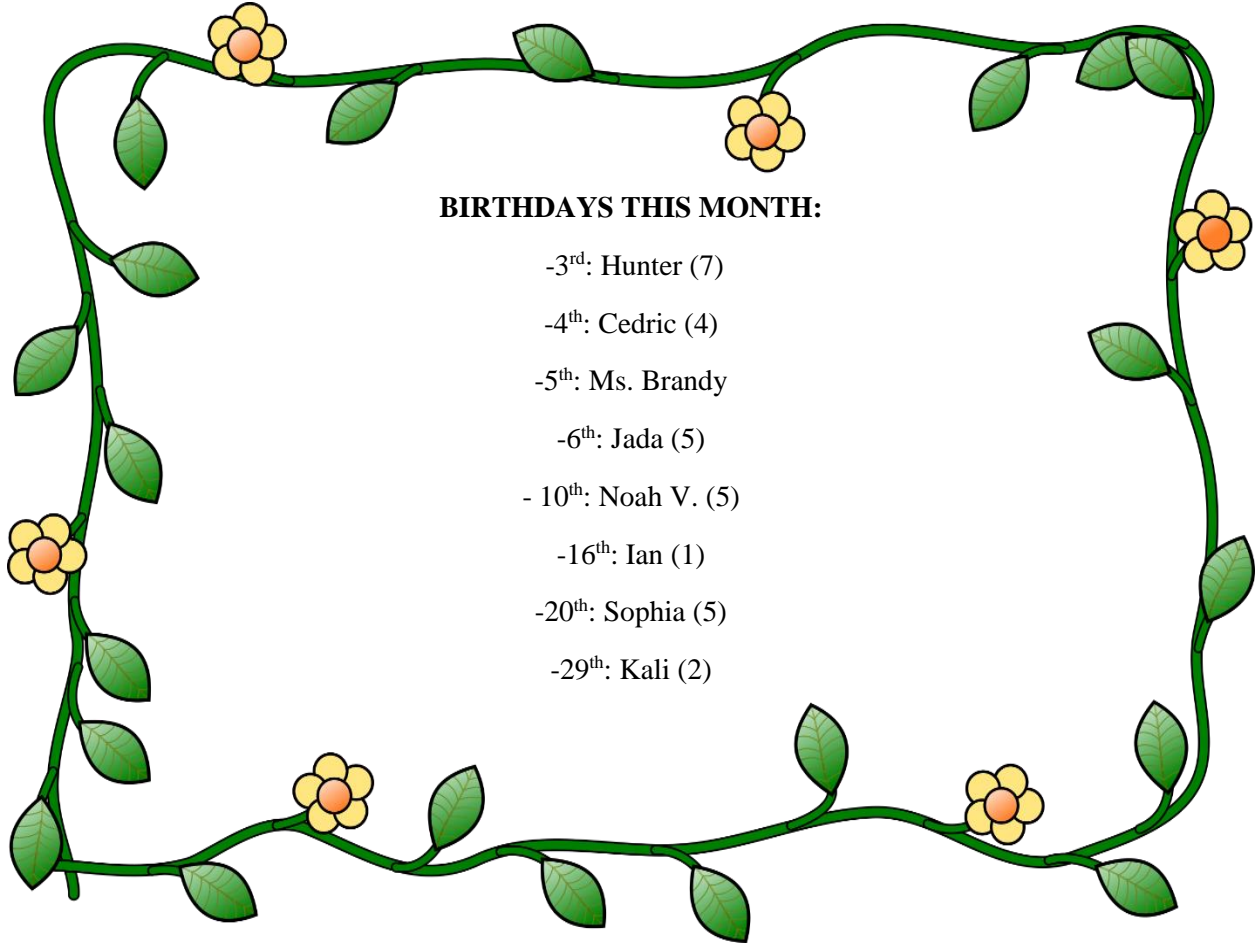 BIRTHDAYS THIS MONTH:
-3rd: Hunter (7)
-4th: Cedric (4)
-5th: Ms. Brandy
-6th: Jada (5)
- 10th: Noah V. (5)
-16th: Ian (1)
-20th: Sophia (5)
-29th: Kali (2)